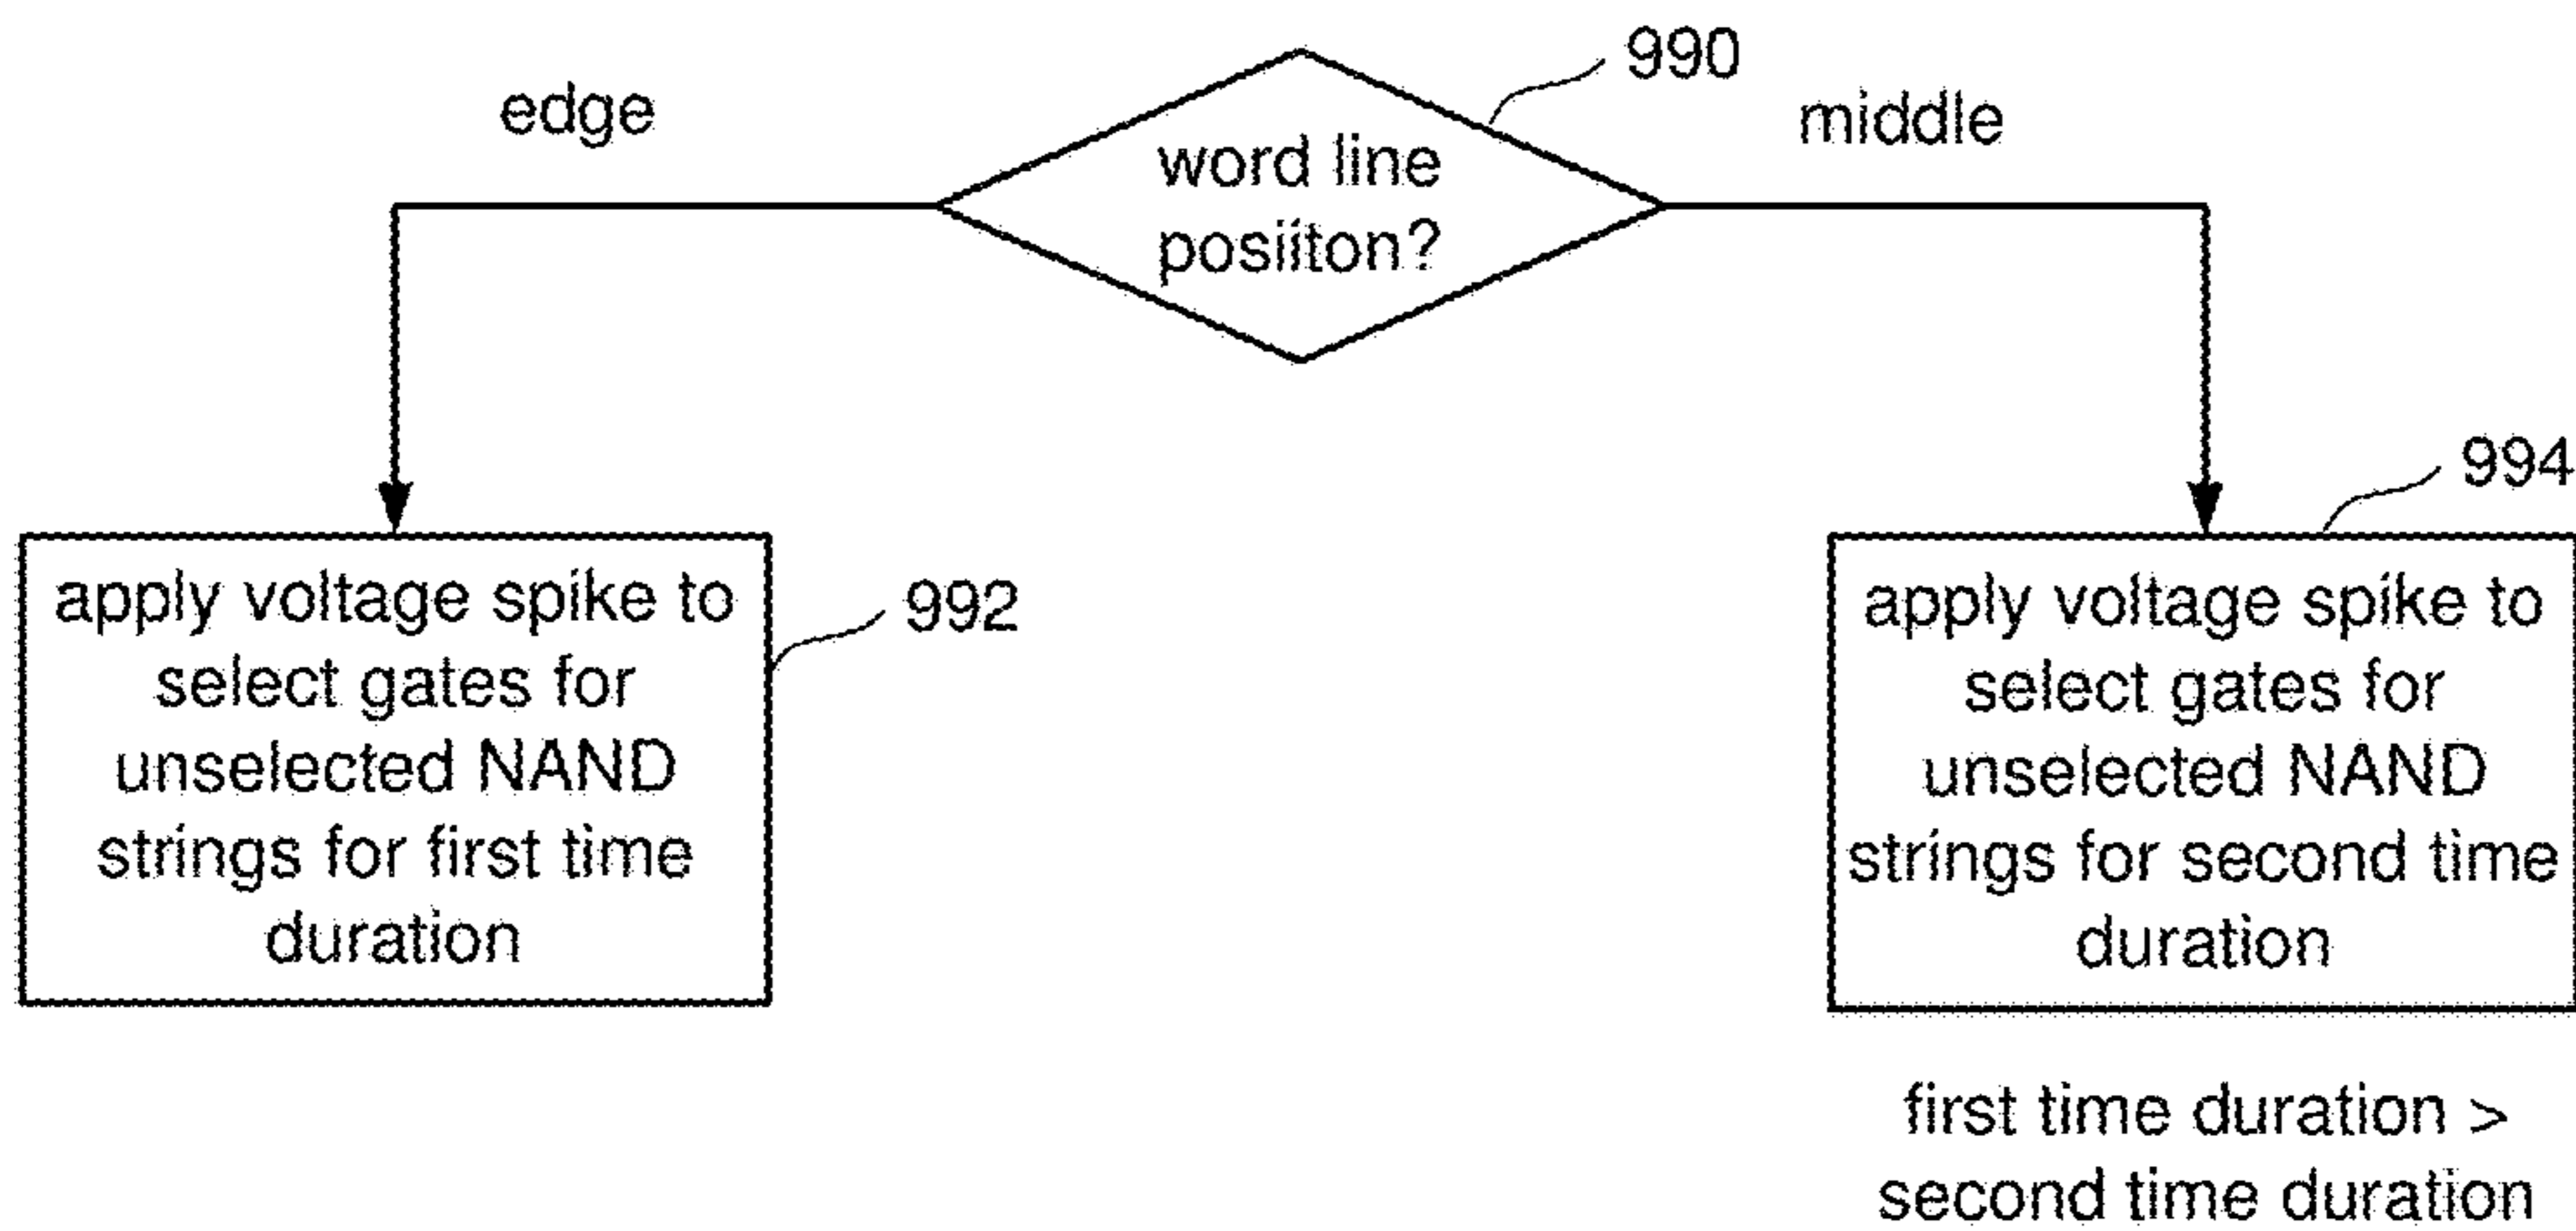 990
edge
middle
word line
posiiton?
994
992
apply voltage spike to
select gates for
unselected NAND
strings for first time
duration
apply voltage spike to
select gates for
unselected NAND
strings for second time
duration
first time duration >
second time duration